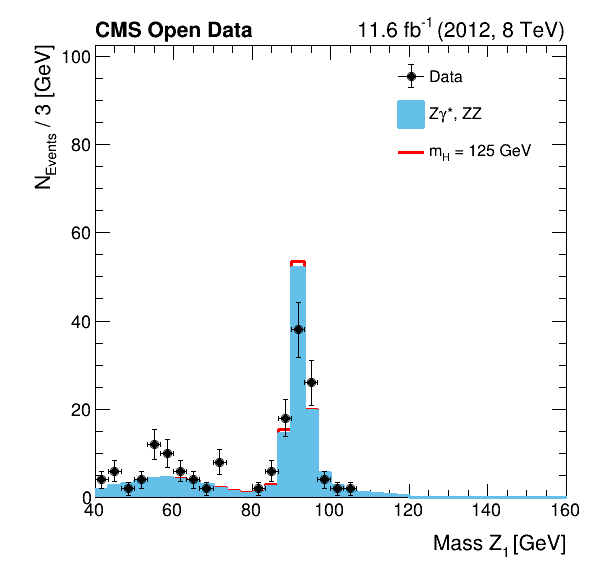 CMS Open Data
11.6 fb⁻¹ (2012, 8 TeV)
N_Events / 3 [GeV]
100
80
60
40
20
0
Data
Zγ*, ZZ
m_H = 125 GeV
40 60 80 100 120 140 160
Mass Z₁ [GeV]